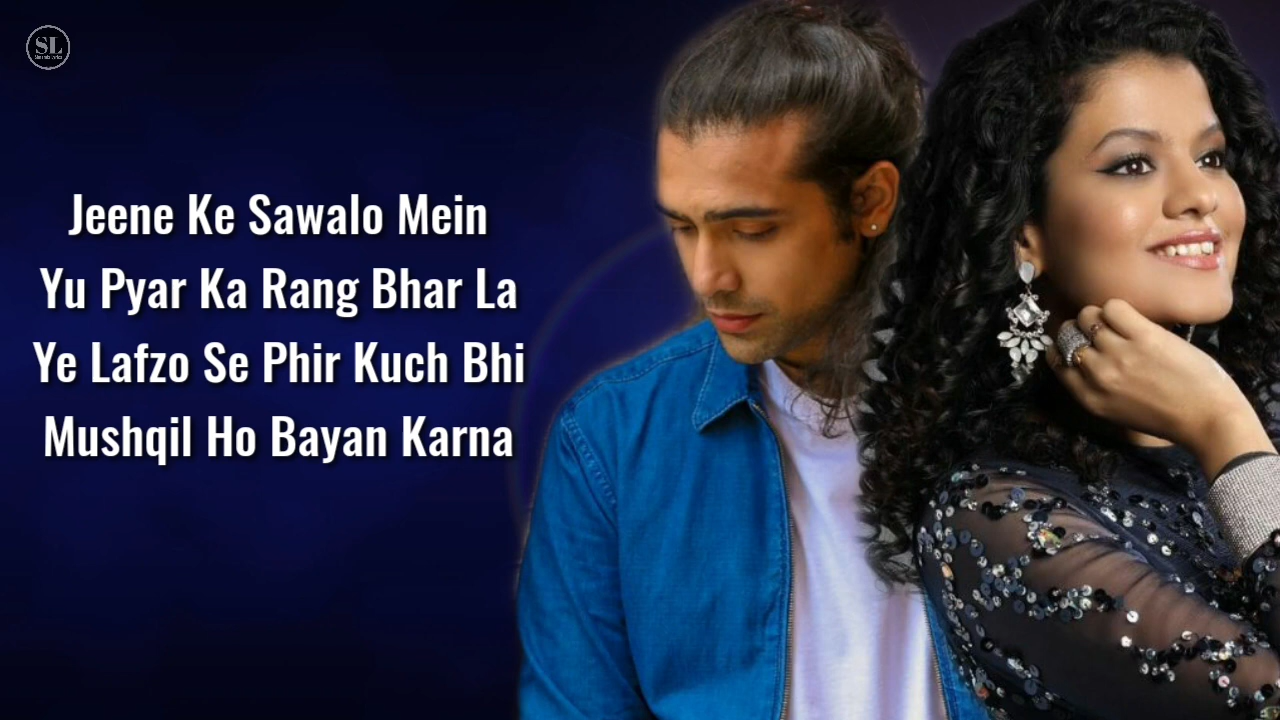 SL
Jeene Ke Sawalo Mein
Yu Pyar Ka Rang Bhar La
Ye Lafzo Se Phir Kuch Bhi
Mushqil Ho Bayan Karna